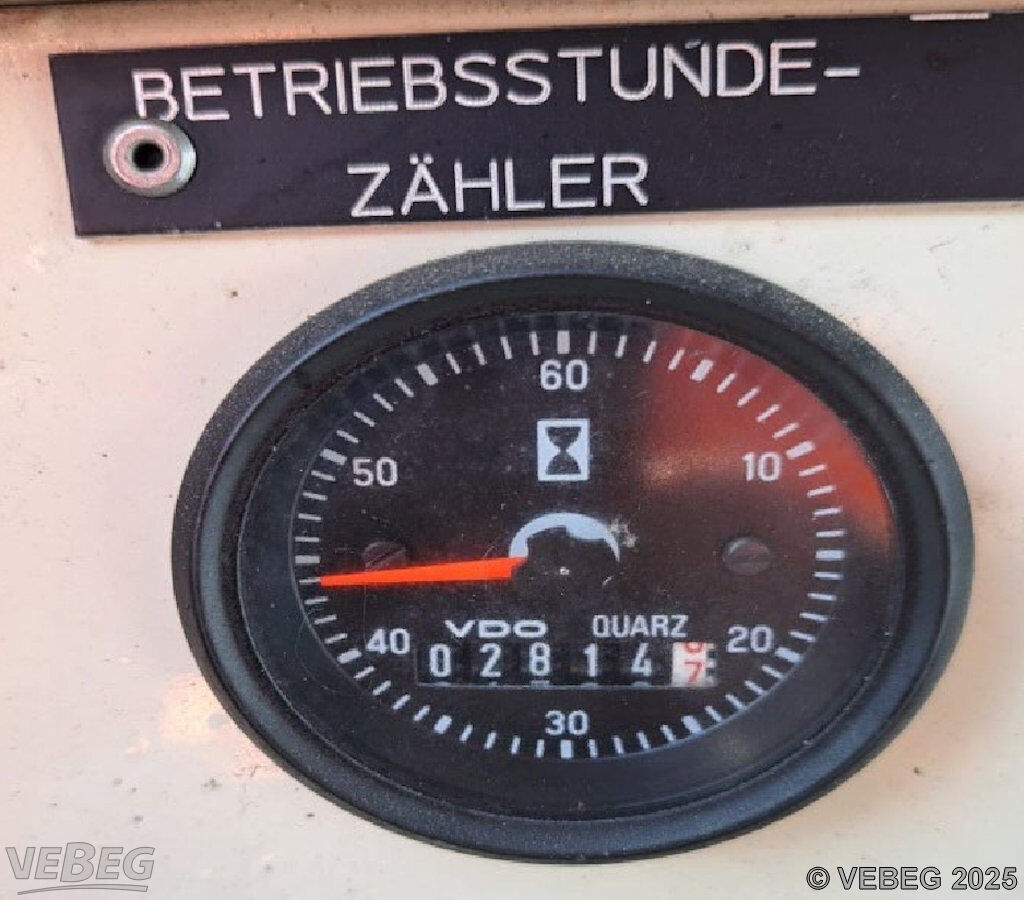 BETRIEBSSTUNDE-
ZÄHLER
60
50
10
VDO QUARZ
40
20
0 2 8 1 4 7
30
VEBEG
© VEBEG 2025